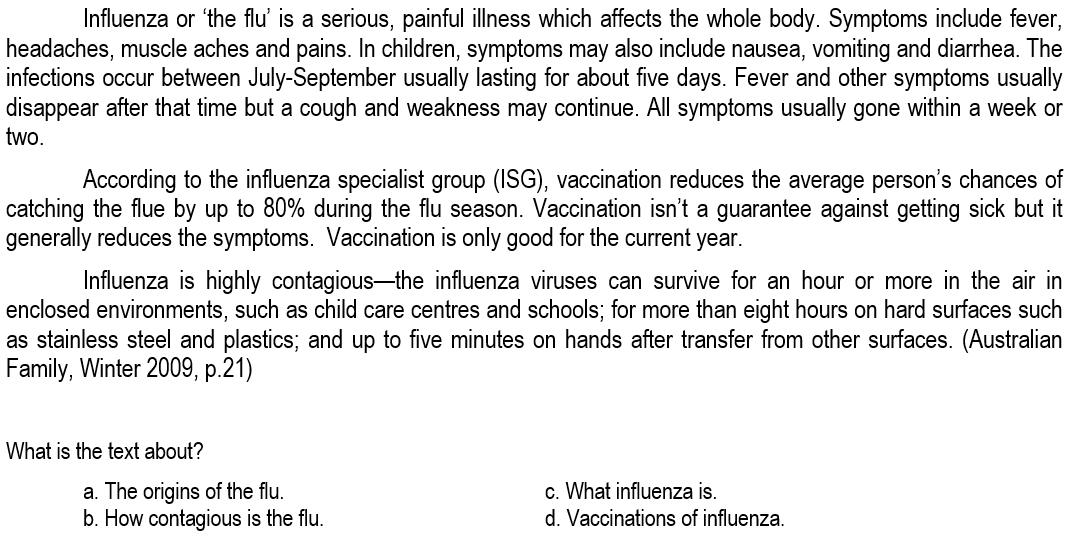 Influenza or ‘the flu’ is a serious, painful illness which affects the whole body. Symptoms include fever,
headaches, muscle aches and pains. In children, symptoms may also include nausea, vomiting and diarrhea. The
infections occur between July-September usually lasting for about five days. Fever and other symptoms usually
disappear after that time but a cough and weakness may continue. All symptoms usually gone within a week or
two.
According to the influenza specialist group (ISG), vaccination reduces the average person’s chances of
catching the flue by up to 80% during the flu season. Vaccination isn’t a guarantee against getting sick but it
generally reduces the symptoms. Vaccination is only good for the current year.
Influenza is highly contagious—the influenza viruses can survive for an hour or more in the air in
enclosed environments, such as child care centres and schools; for more than eight hours on hard surfaces such
as stainless steel and plastics; and up to five minutes on hands after transfer from other surfaces. (Australian
Family, Winter 2009, p.21)
What is the text about?
a. The origins of the flu.
b. How contagious is the flu.
c. What influenza is.
d. Vaccinations of influenza.